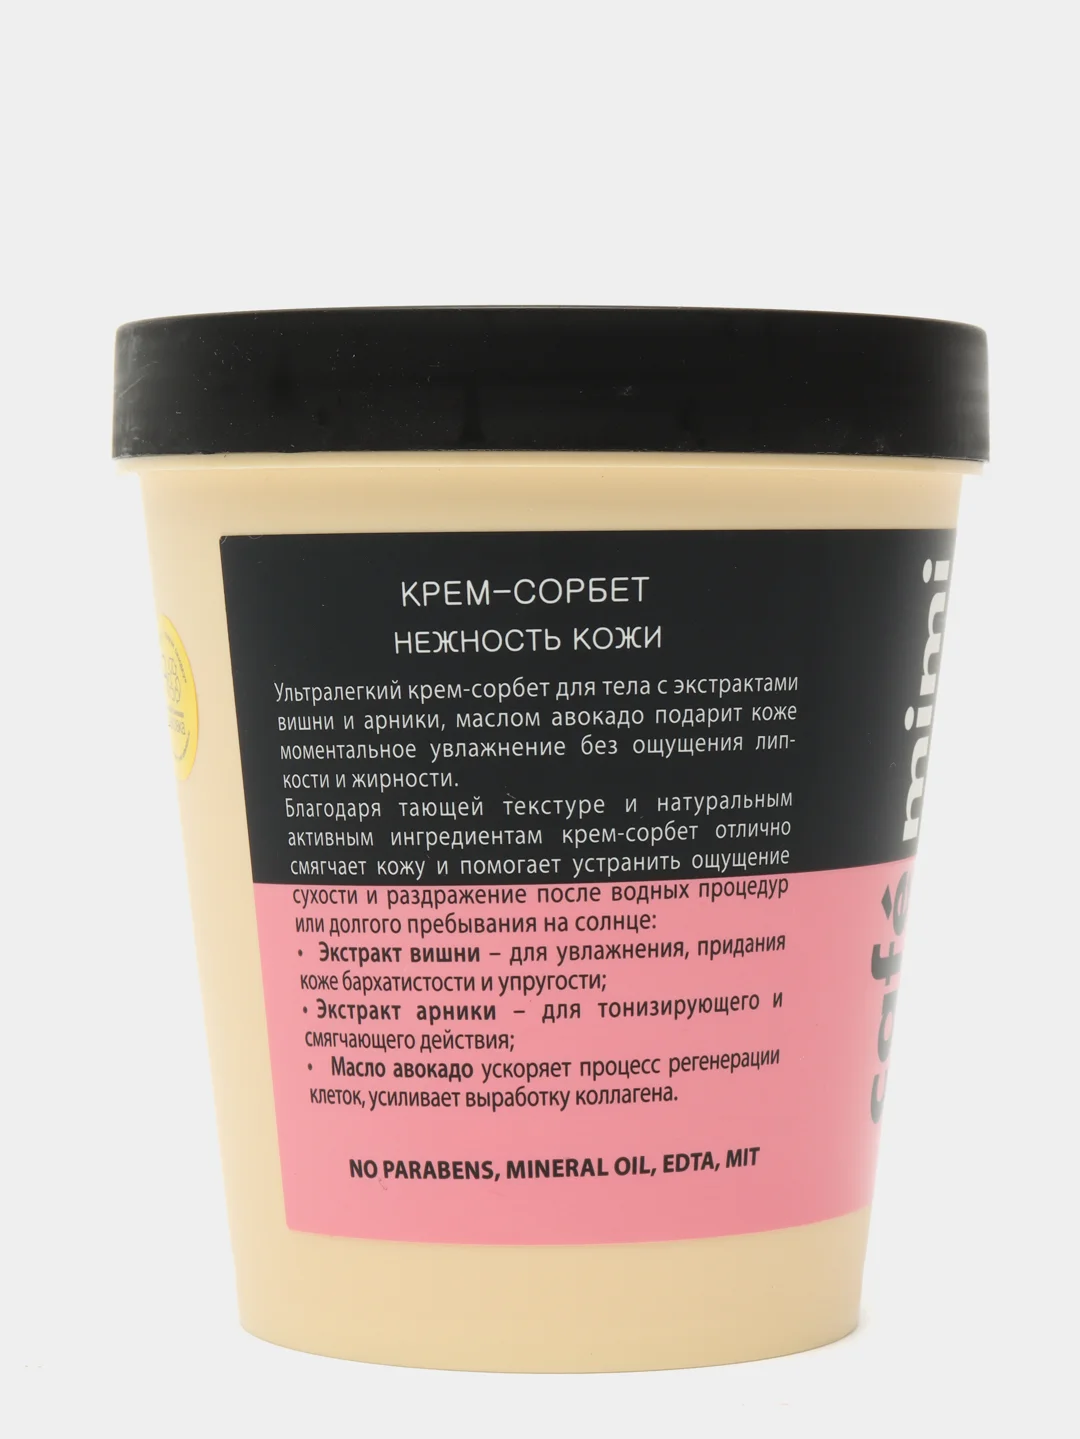 КРЕМ-СОРБЕТ
НЕЖНОСТЬ КОЖИ
Ультралегкий крем-сорбет для тела с экстрактами
вишни и арники, маслом авокадо подарит коже
моментальное увлажнение без ощущения лип-
кости и жирности.
Благодаря тающей текстуре и натуральным
активным ингредиентам крем-сорбет отлично
смягчает кожу и помогает устранить ощущение
сухости и раздражение после водных процедур
или долгого пребывания на солнце:
• Экстракт вишни – для увлажнения, придания
коже бархатистости и упругости;
• Экстракт арники – для тонизирующего и
смягчающего действия;
• Масло авокадо ускоряет процесс регенерации
клеток, усиливает выработку коллагена.
NO PARABENS, MINERAL OIL, EDTA, MIT
café mimi